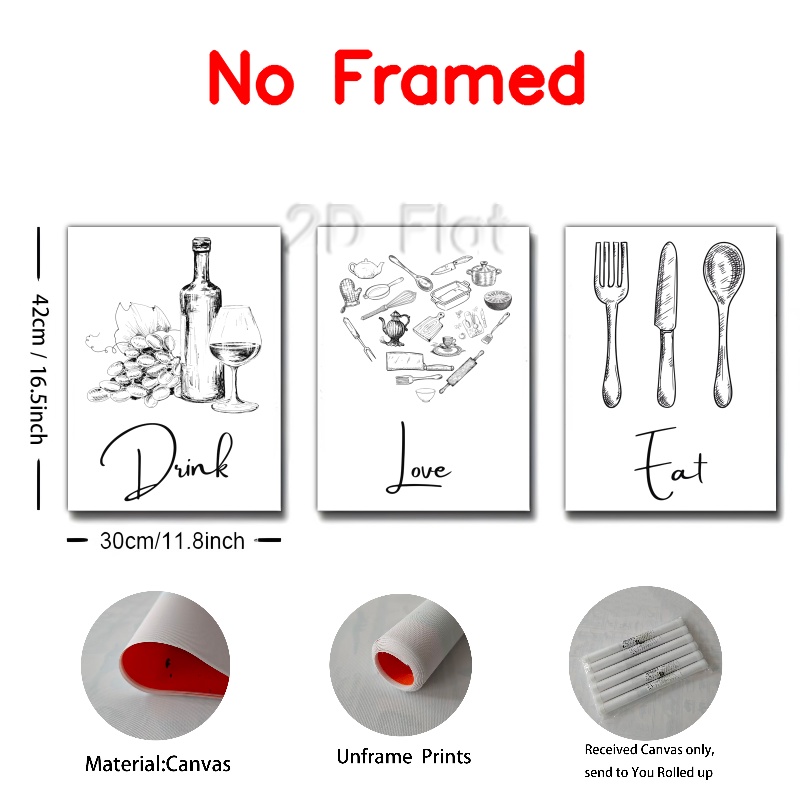 No Framed
2D Flat
42cm / 16.5inch
Drink
Love
Eat
30cm/11.8inch
Material:Canvas
Unframe Prints
Received Canvas only,
send to You Rolled up